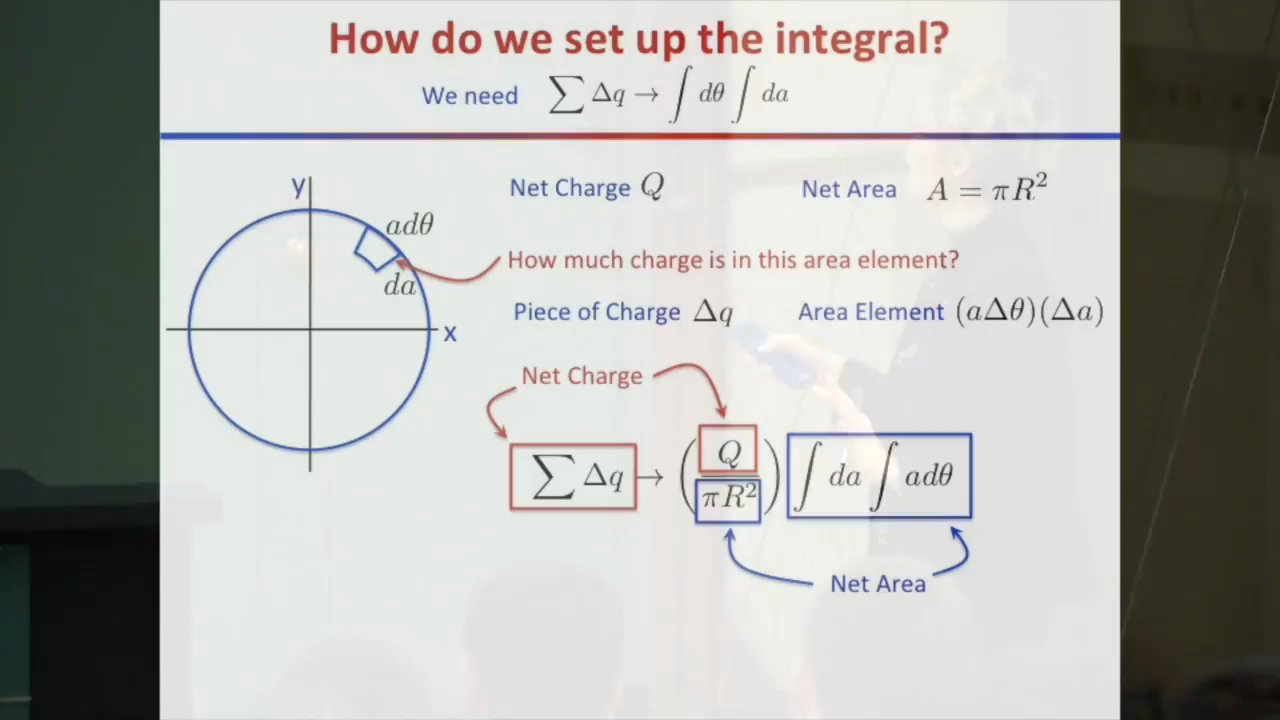 How do we set up the integral?
We need ∑ Δq → ∫ dθ ∫ da
y
adθ
da
x
Net Charge Q
Net Area A = πR²
How much charge is in this area element?
Piece of Charge Δq
Area Element (aΔθ)(Δa)
Net Charge
∑ Δq → (Q / πR²) ∫ da ∫ adθ
Net Area